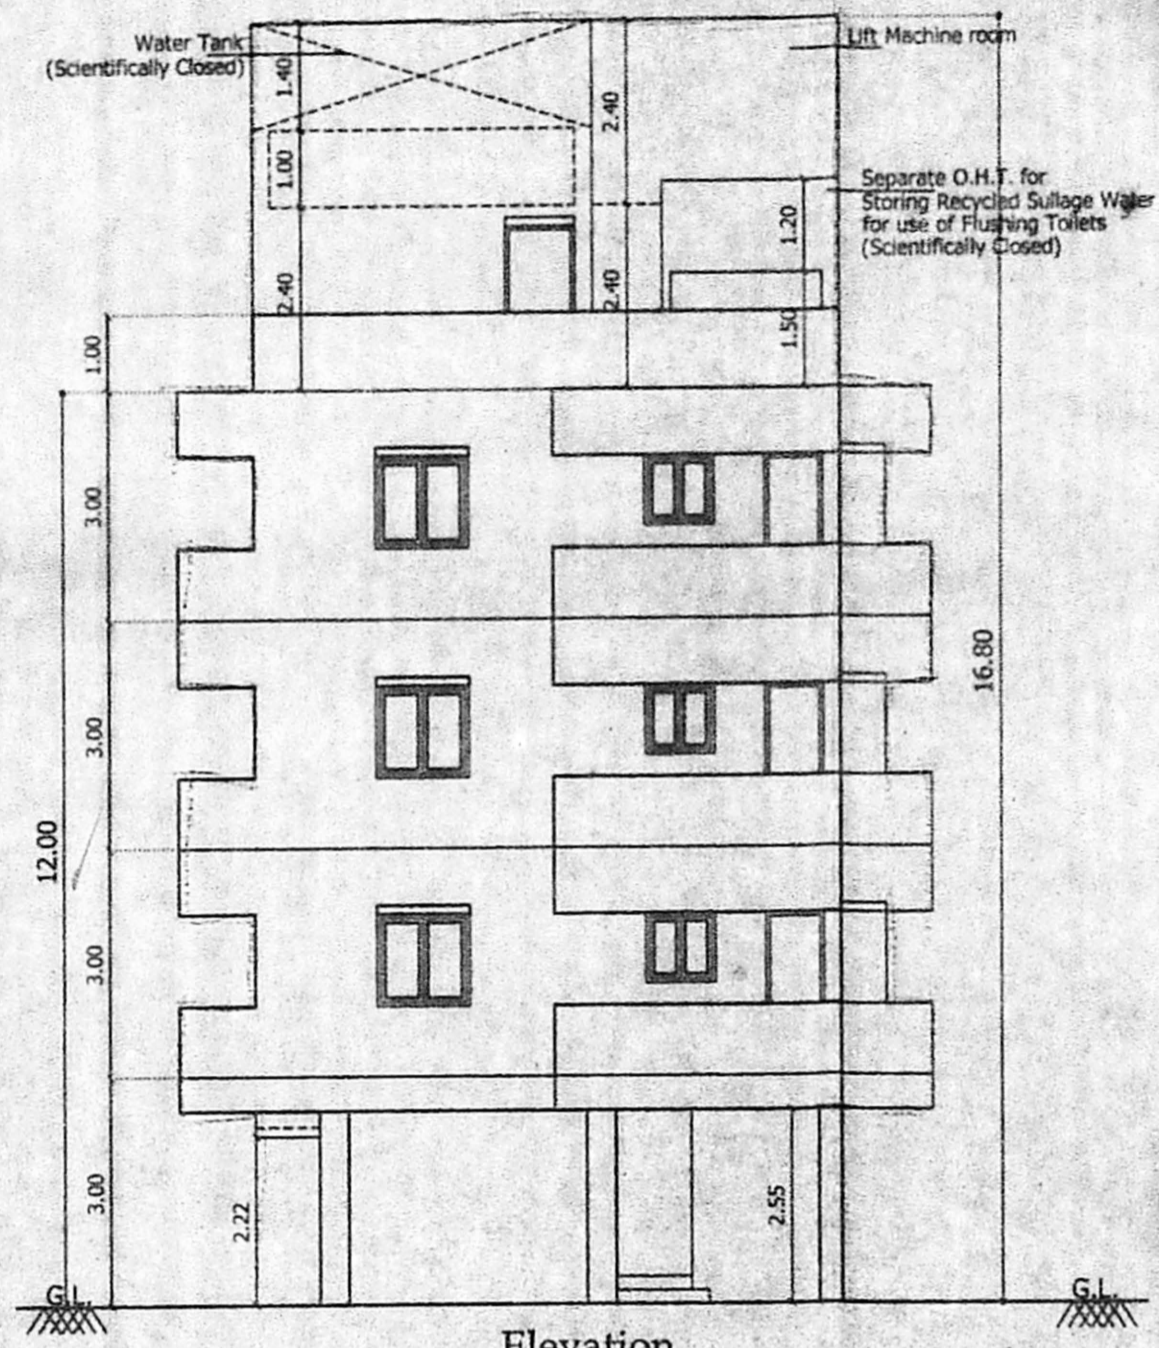 Water Tank
(Scientifically Closed)
Lift Machine room
1.40
2.40
1.00
Separate O.H.T. for
Storing Recycled Sullage Water
for use of Flushing Toilets
(Scientifically Closed)
1.20
2.40
2.40
1.50
1.00
3.00
16.80
3.00
12.00
3.00
3.00
2.22
2.55
G.L.
G.L.
Elevation